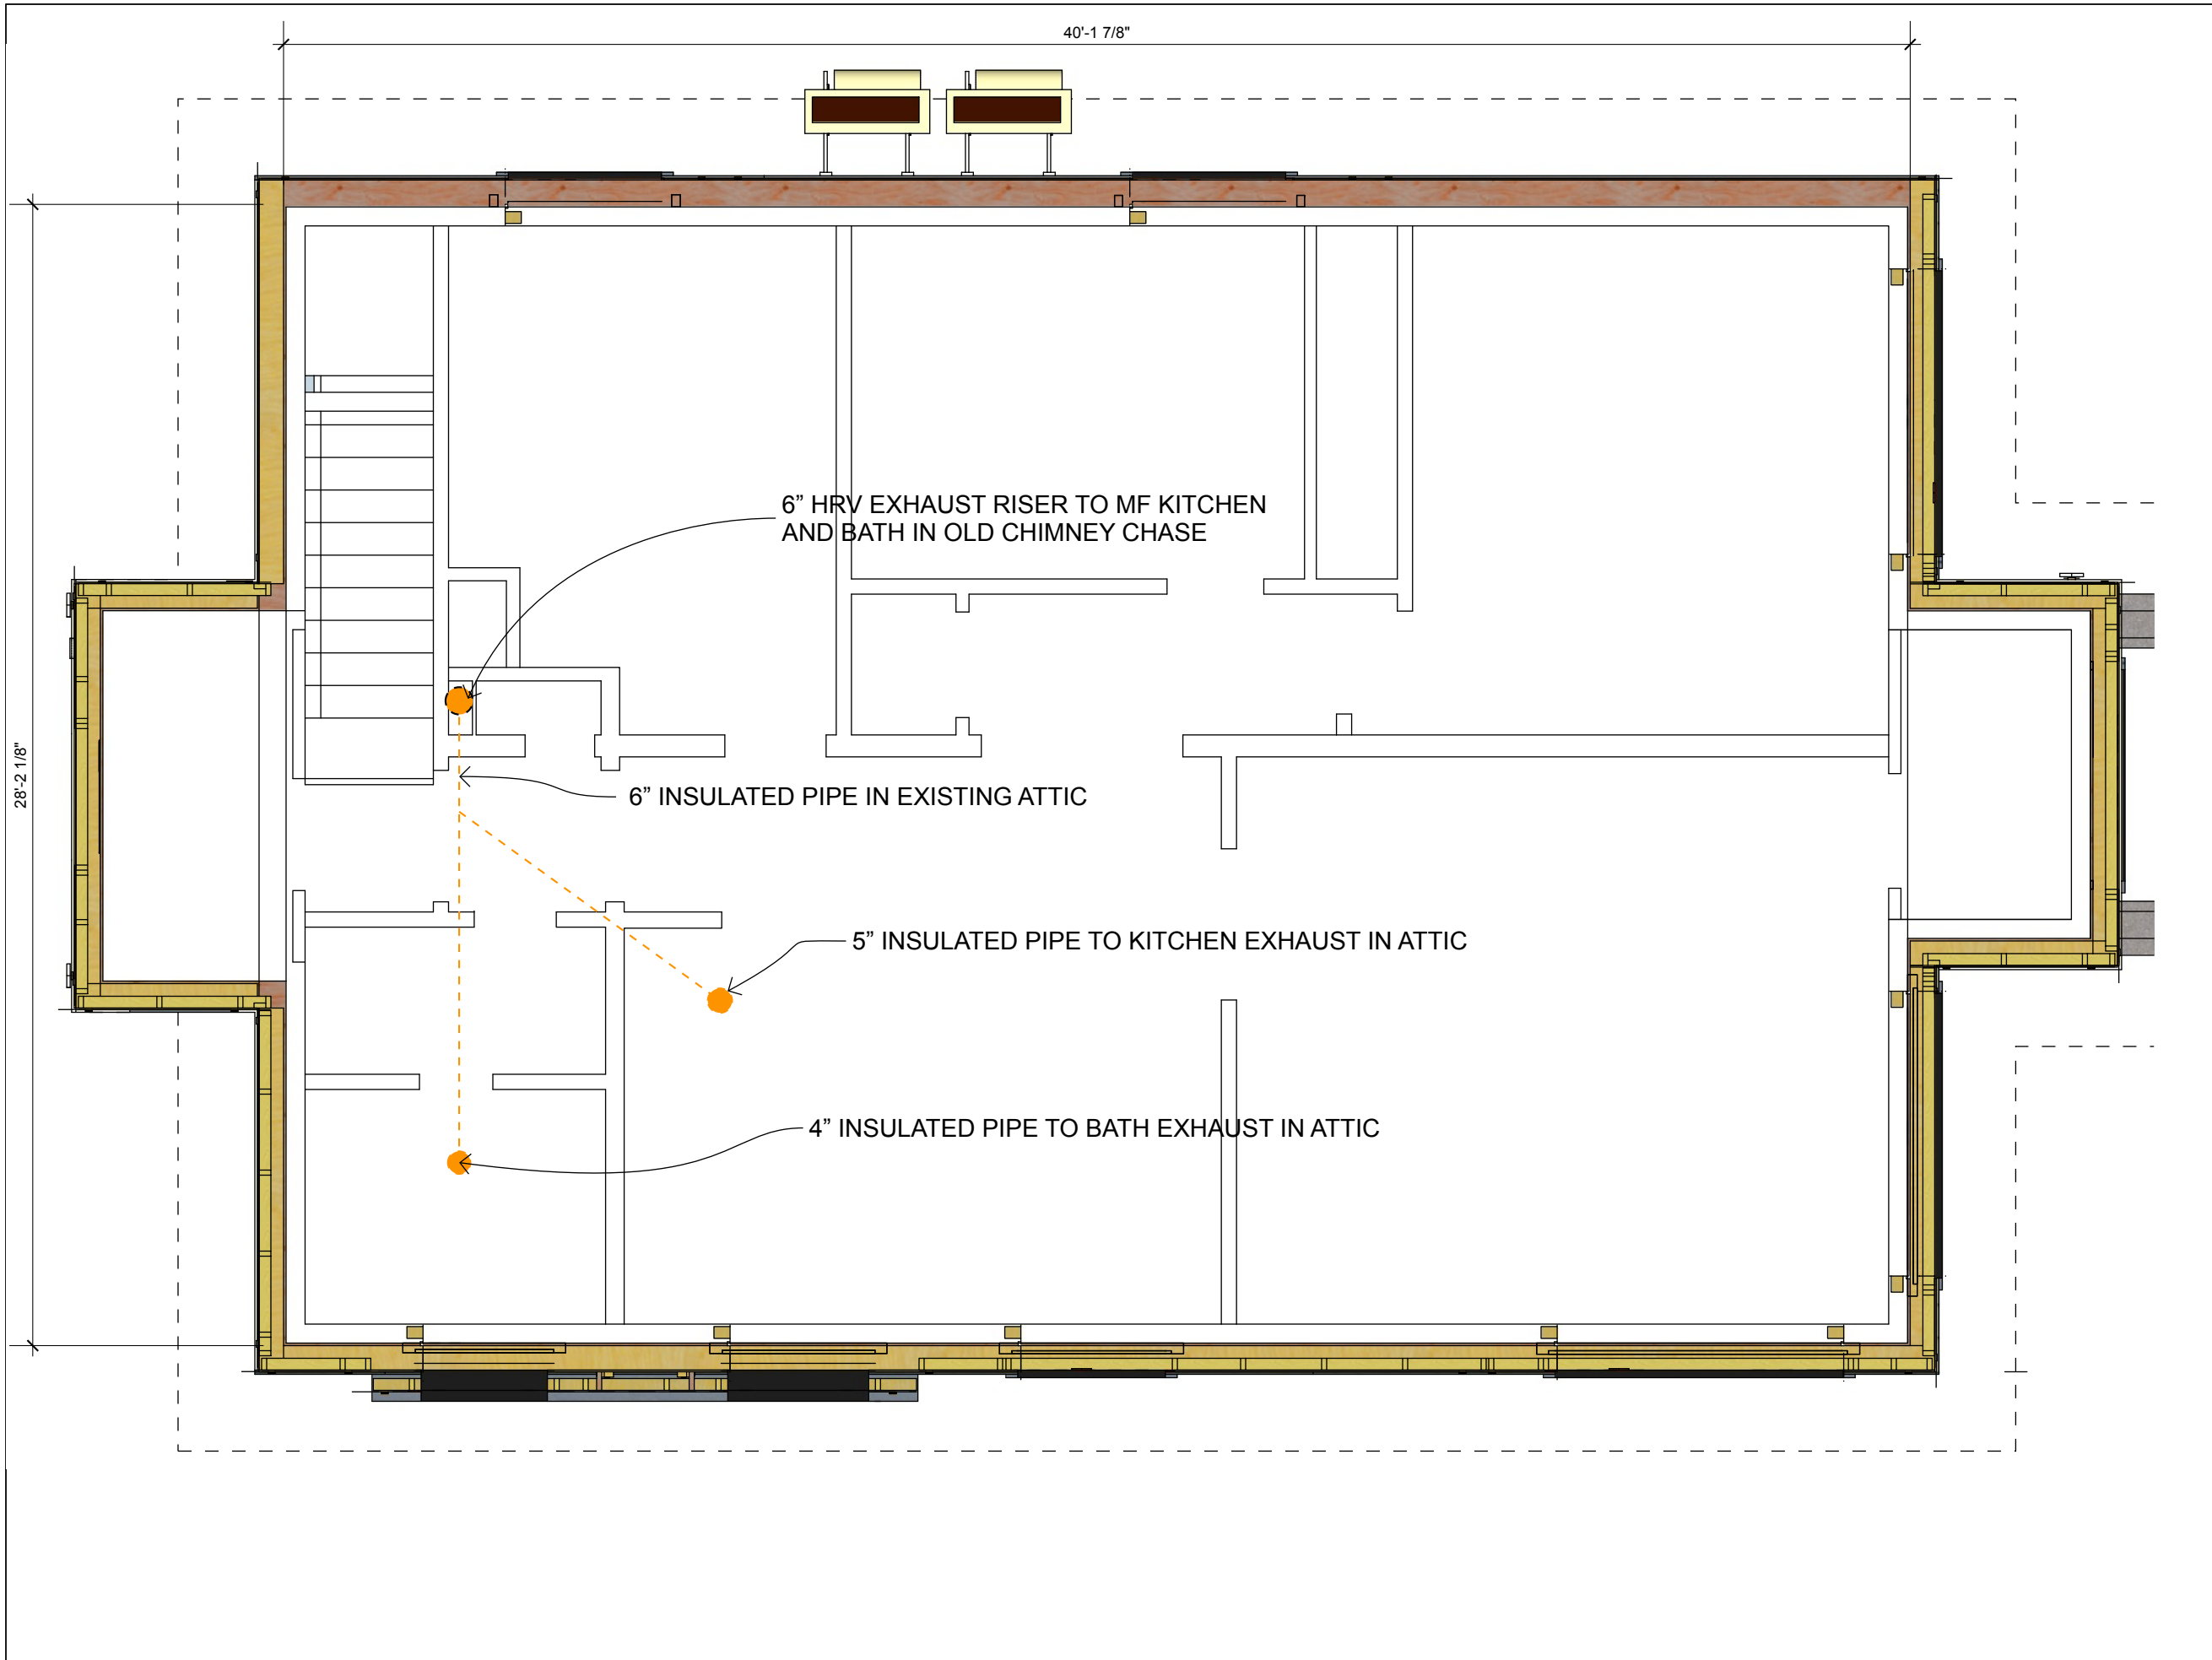 40'-1 7/8"
6” HRV EXHAUST RISER TO MF KITCHEN
AND BATH IN OLD CHIMNEY CHASE
28'-2 1/8"
6” INSULATED PIPE IN EXISTING ATTIC
5” INSULATED PIPE TO KITCHEN EXHAUST IN ATTIC
4” INSULATED PIPE TO BATH EXHAUST IN ATTIC